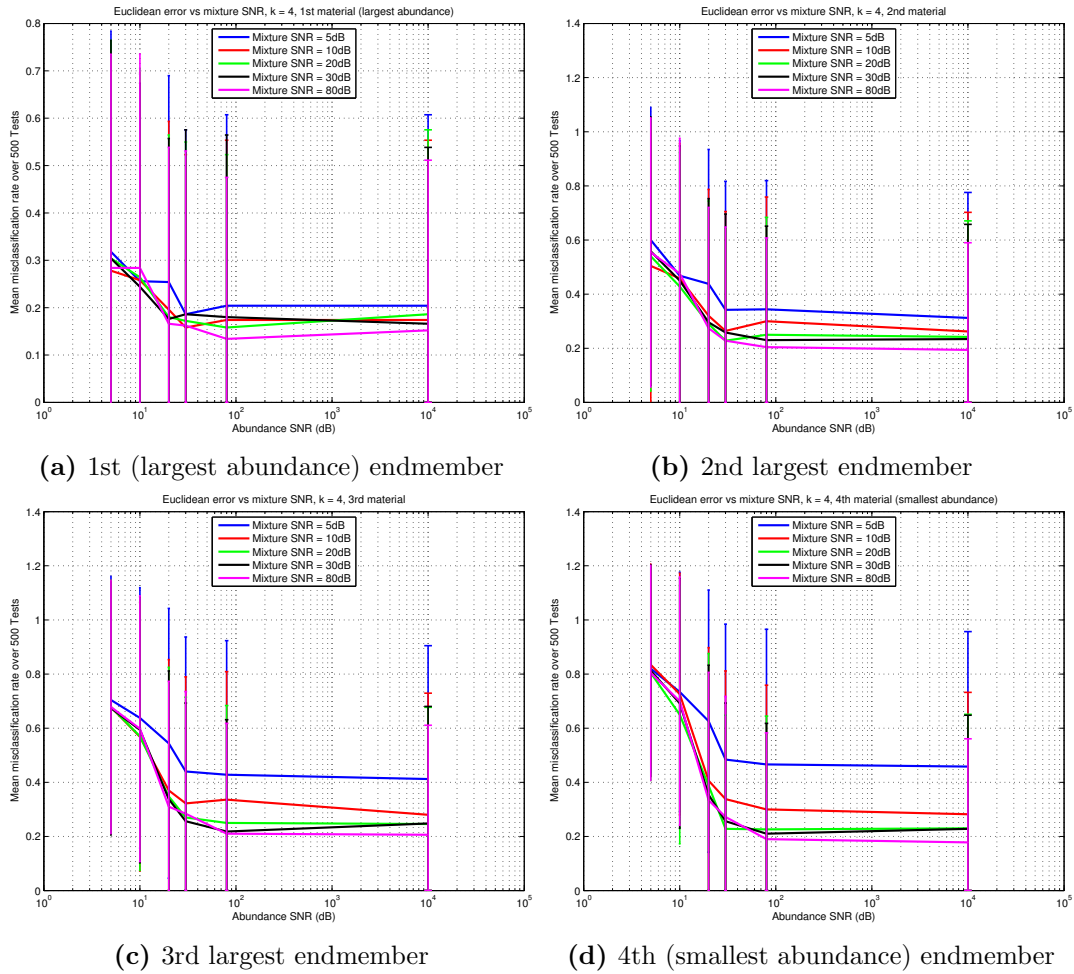 Euclidean error vs mixture SNR, k = 4, 1st material (largest abundance)
Mean misclassification rate over 500 Tests
0.8
0.7
0.6
0.5
0.4
0.3
0.2
0.1
0
Mixture SNR = 5dB
Mixture SNR = 10dB
Mixture SNR = 20dB
Mixture SNR = 30dB
Mixture SNR = 80dB
10^0 10^1 10^2 10^3 10^4 10^5
Abundance SNR (dB)
(a) 1st (largest abundance) endmember
Euclidean error vs mixture SNR, k = 4, 2nd material
Mean misclassification rate over 500 Tests
1.4
1.2
1
0.8
0.6
0.4
0.2
0
Mixture SNR = 5dB
Mixture SNR = 10dB
Mixture SNR = 20dB
Mixture SNR = 30dB
Mixture SNR = 80dB
10^0 10^1 10^2 10^3 10^4 10^5
Abundance SNR (dB)
(b) 2nd largest endmember
Euclidean error vs mixture SNR, k = 4, 3rd material
Mean misclassification rate over 500 Tests
1.4
1.2
1
0.8
0.6
0.4
0.2
0
Mixture SNR = 5dB
Mixture SNR = 10dB
Mixture SNR = 20dB
Mixture SNR = 30dB
Mixture SNR = 80dB
10^0 10^1 10^2 10^3 10^4 10^5
Abundance SNR (dB)
(c) 3rd largest endmember
Euclidean error vs mixture SNR, k = 4, 4th material (smallest abundance)
Mean misclassification rate over 500 Tests
1.4
1.2
1
0.8
0.6
0.4
0.2
0
Mixture SNR = 5dB
Mixture SNR = 10dB
Mixture SNR = 20dB
Mixture SNR = 30dB
Mixture SNR = 80dB
10^0 10^1 10^2 10^3 10^4 10^5
Abundance SNR (dB)
(d) 4th (smallest abundance) endmember